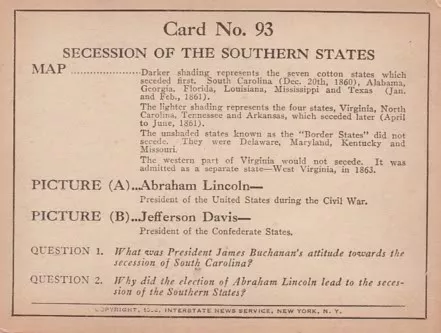 Card No. 93
SECESSION OF THE SOUTHERN STATES
MAP ....................Darker shading represents the seven cotton states which
seceded first. South Carolina (Dec. 20th, 1860), Alabama,
Georgia, Florida, Louisiana, Mississippi and Texas (Jan.
and Feb., 1861).
The lighter shading represents the four states, Virginia, North
Carolina, Tennessee and Arkansas, which seceded later (April
to June, 1861).
The unshaded states known as the "Border States" did not
secede. They were Delaware, Maryland, Kentucky and
Missouri.
The western part of Virginia would not secede. It was
admitted as a separate state—West Virginia, in 1863.
PICTURE (A)...Abraham Lincoln—
President of the United States during the Civil War.
PICTURE (B)...Jefferson Davis—
President of the Confederate States.
QUESTION 1. What was President James Buchanan's attitude towards the
secession of South Carolina?
QUESTION 2. Why did the election of Abraham Lincoln lead to the seces-
sion of the Southern States?
COPYRIGHT, INTERSTATE NEWS SERVICE, NEW YORK, N. Y.